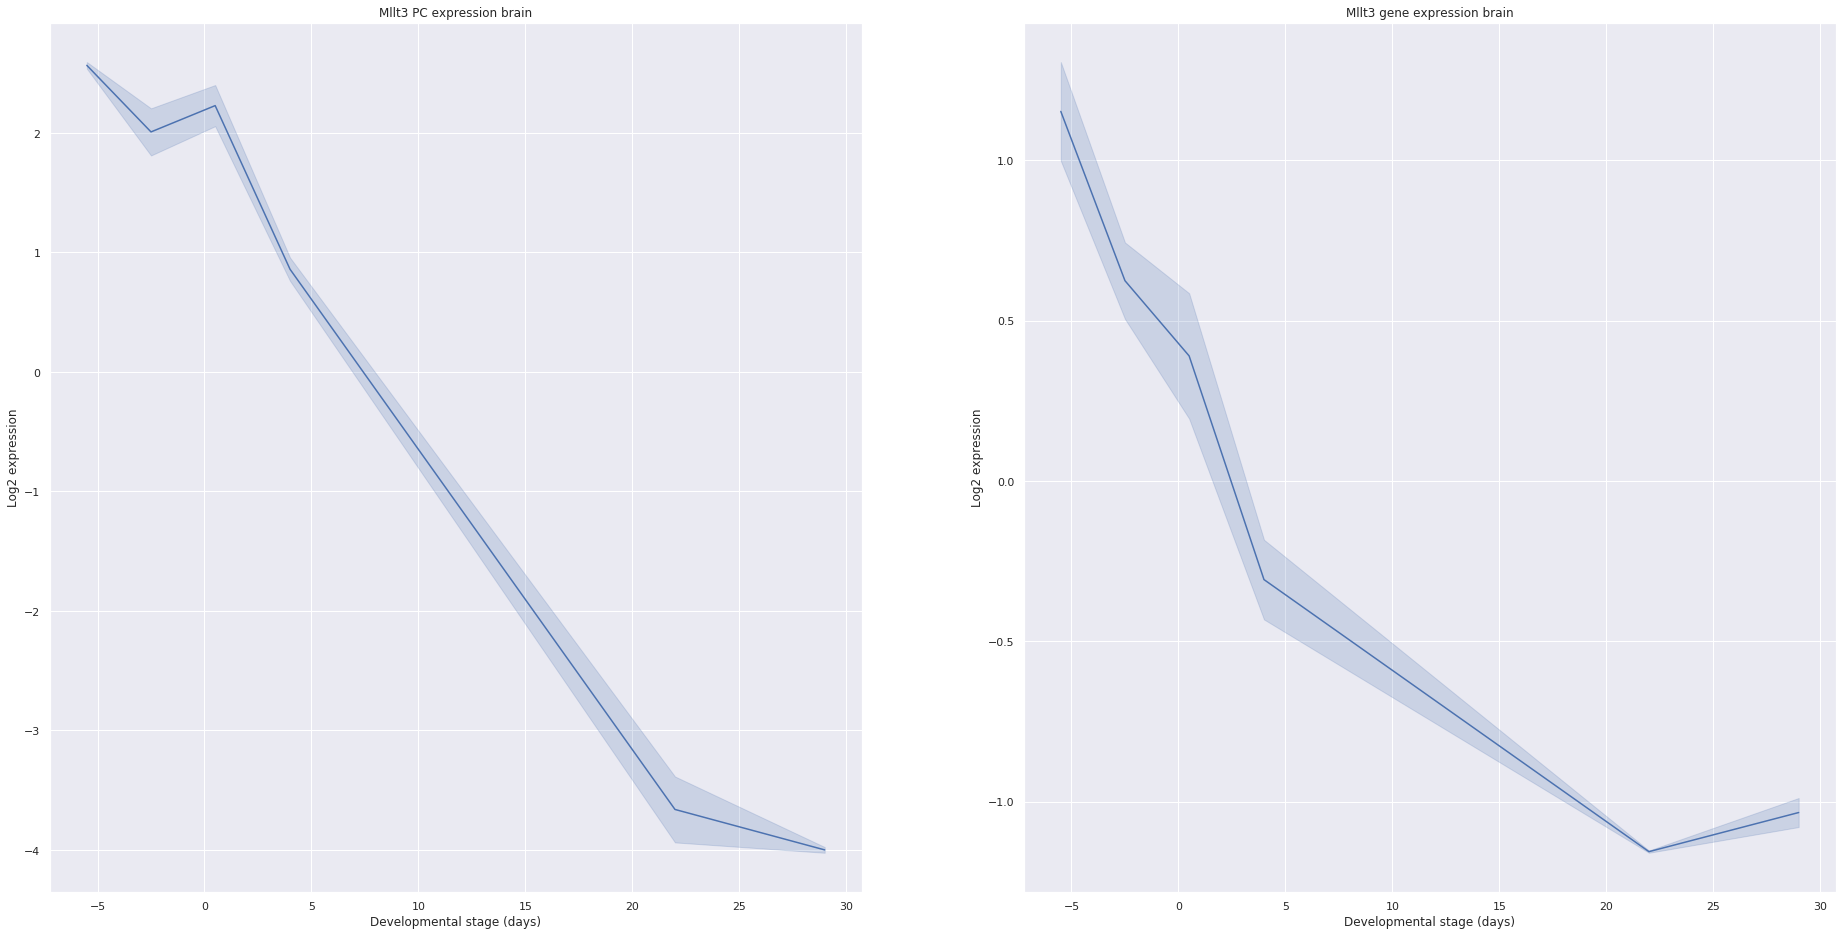 Mllt3 PC expression brain
Log2 expression
2
1
0
−1
−2
−3
−4
−5 0 5 10 15 20 25 30
Developmental stage (days)
Mllt3 gene expression brain
Log2 expression
1.0
0.5
0.0
−0.5
−1.0
−5 0 5 10 15 20 25 30
Developmental stage (days)